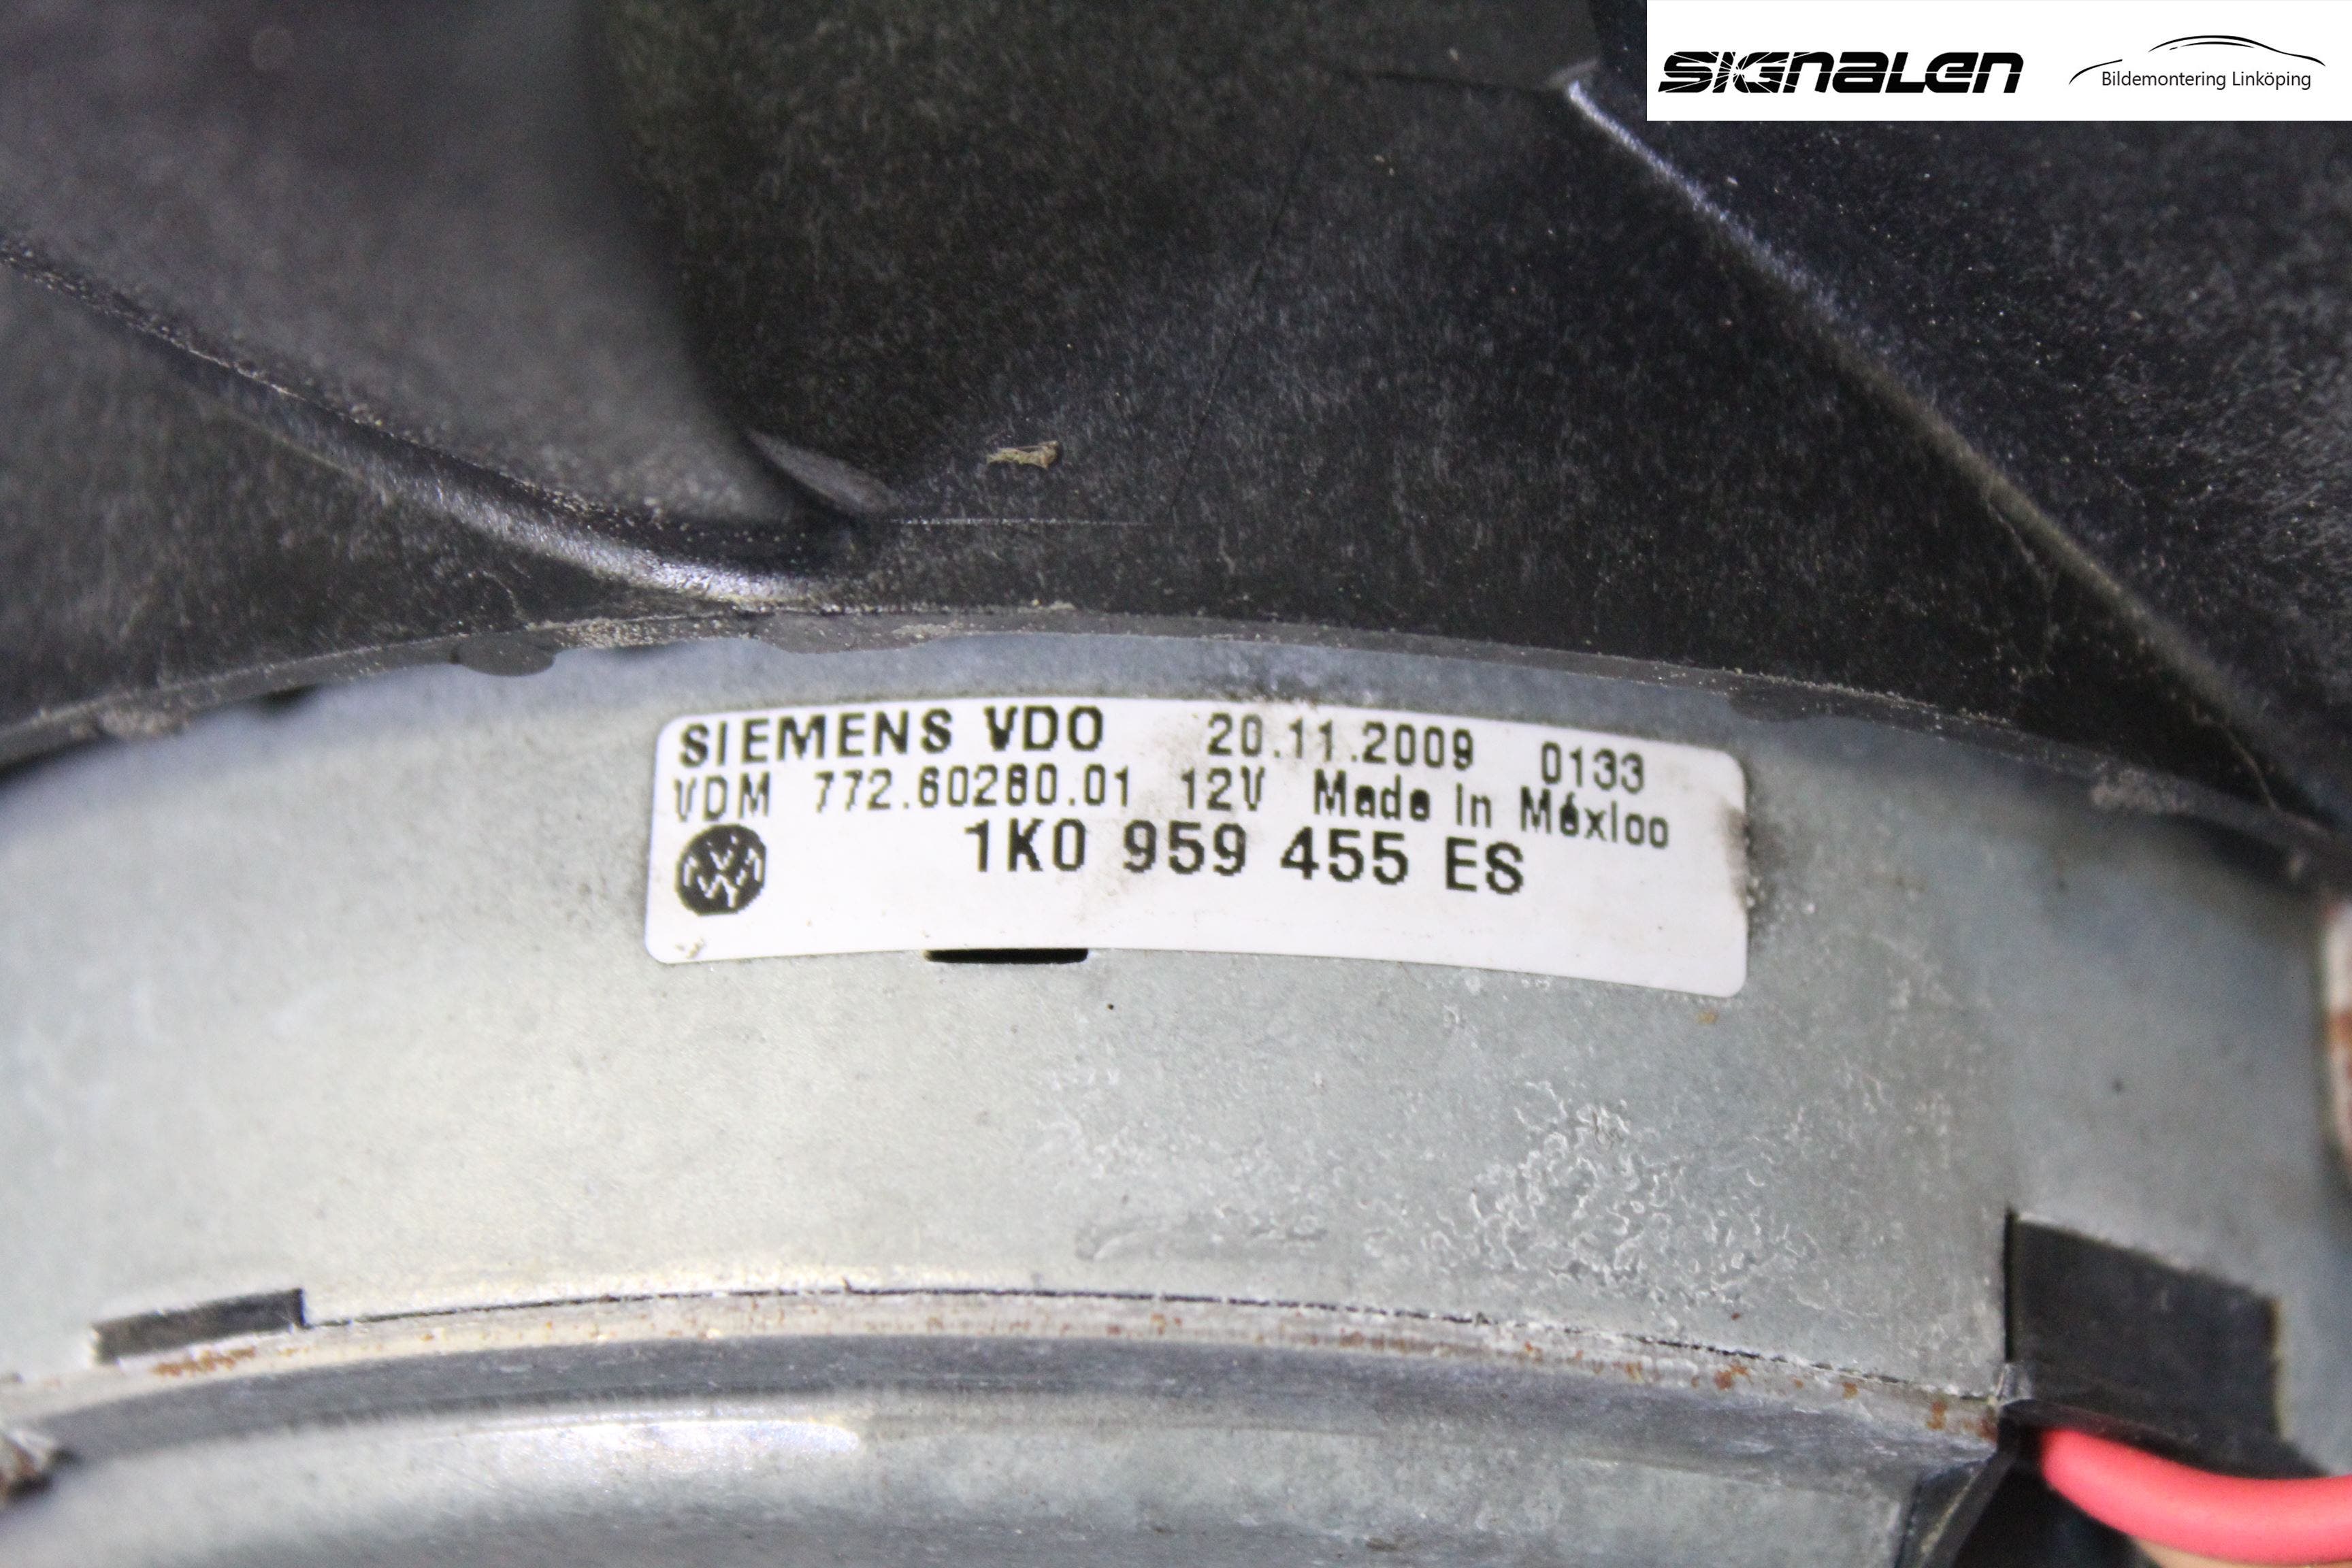 SIGNALEN
Bildemontering Linköping
SIEMENS VDO 20.11.2009 0133
VDM 772.60280.01 12V Made in México
1K0 959 455 ES